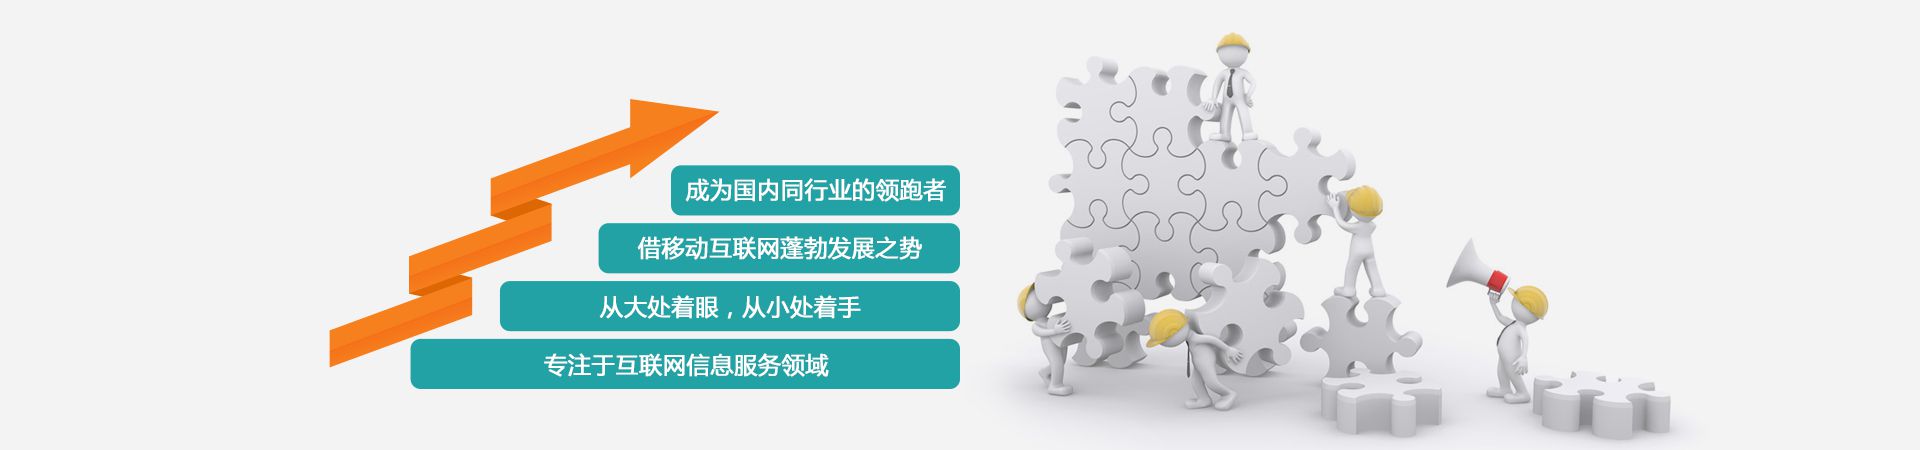 成为国内同行业的领跑者
借移动互联网蓬勃发展之势
从大处着眼，从小处着手
专注于互联网信息服务领域